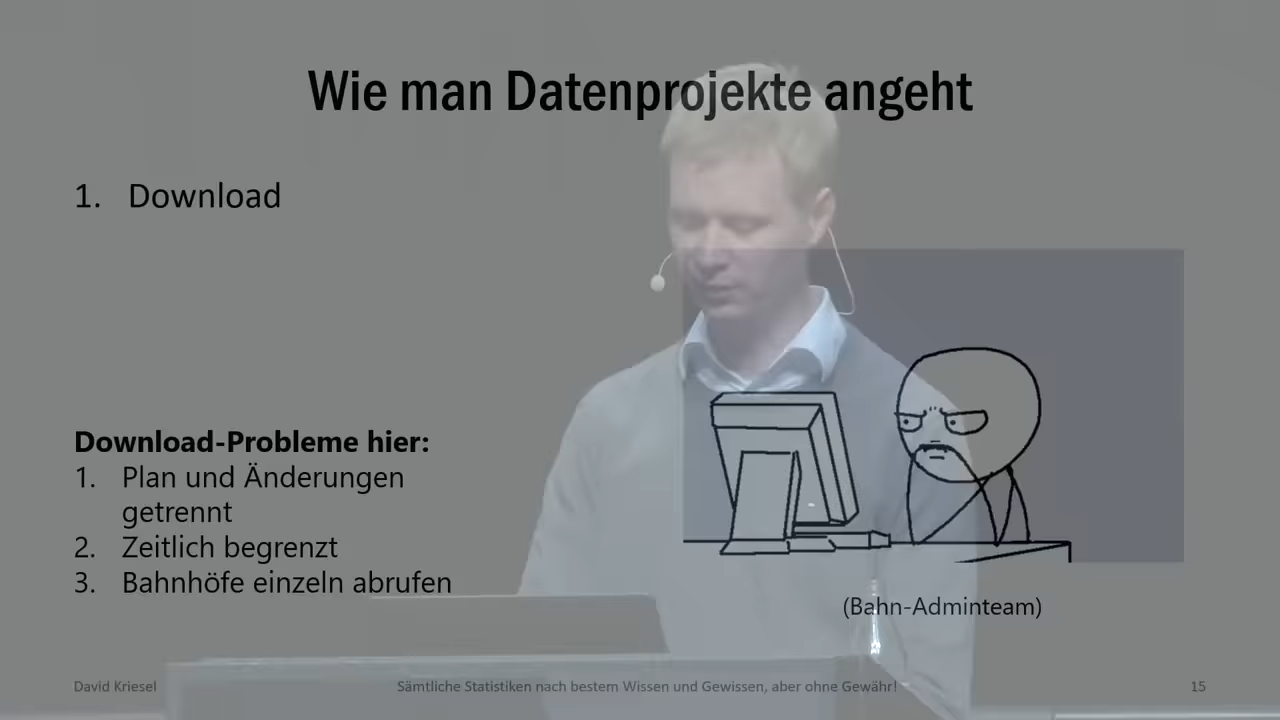 Wie man Datenprojekte angeht
1. Download
Download-Probleme hier:
1. Plan und Änderungen
getrennt
2. Zeitlich begrenzt
3. Bahnhöfe einzeln abrufen
(Bahn-Adminteam)
David Kriesel
Sämtliche Statistiken nach bestem Wissen und Gewissen, aber ohne Gewähr!
15